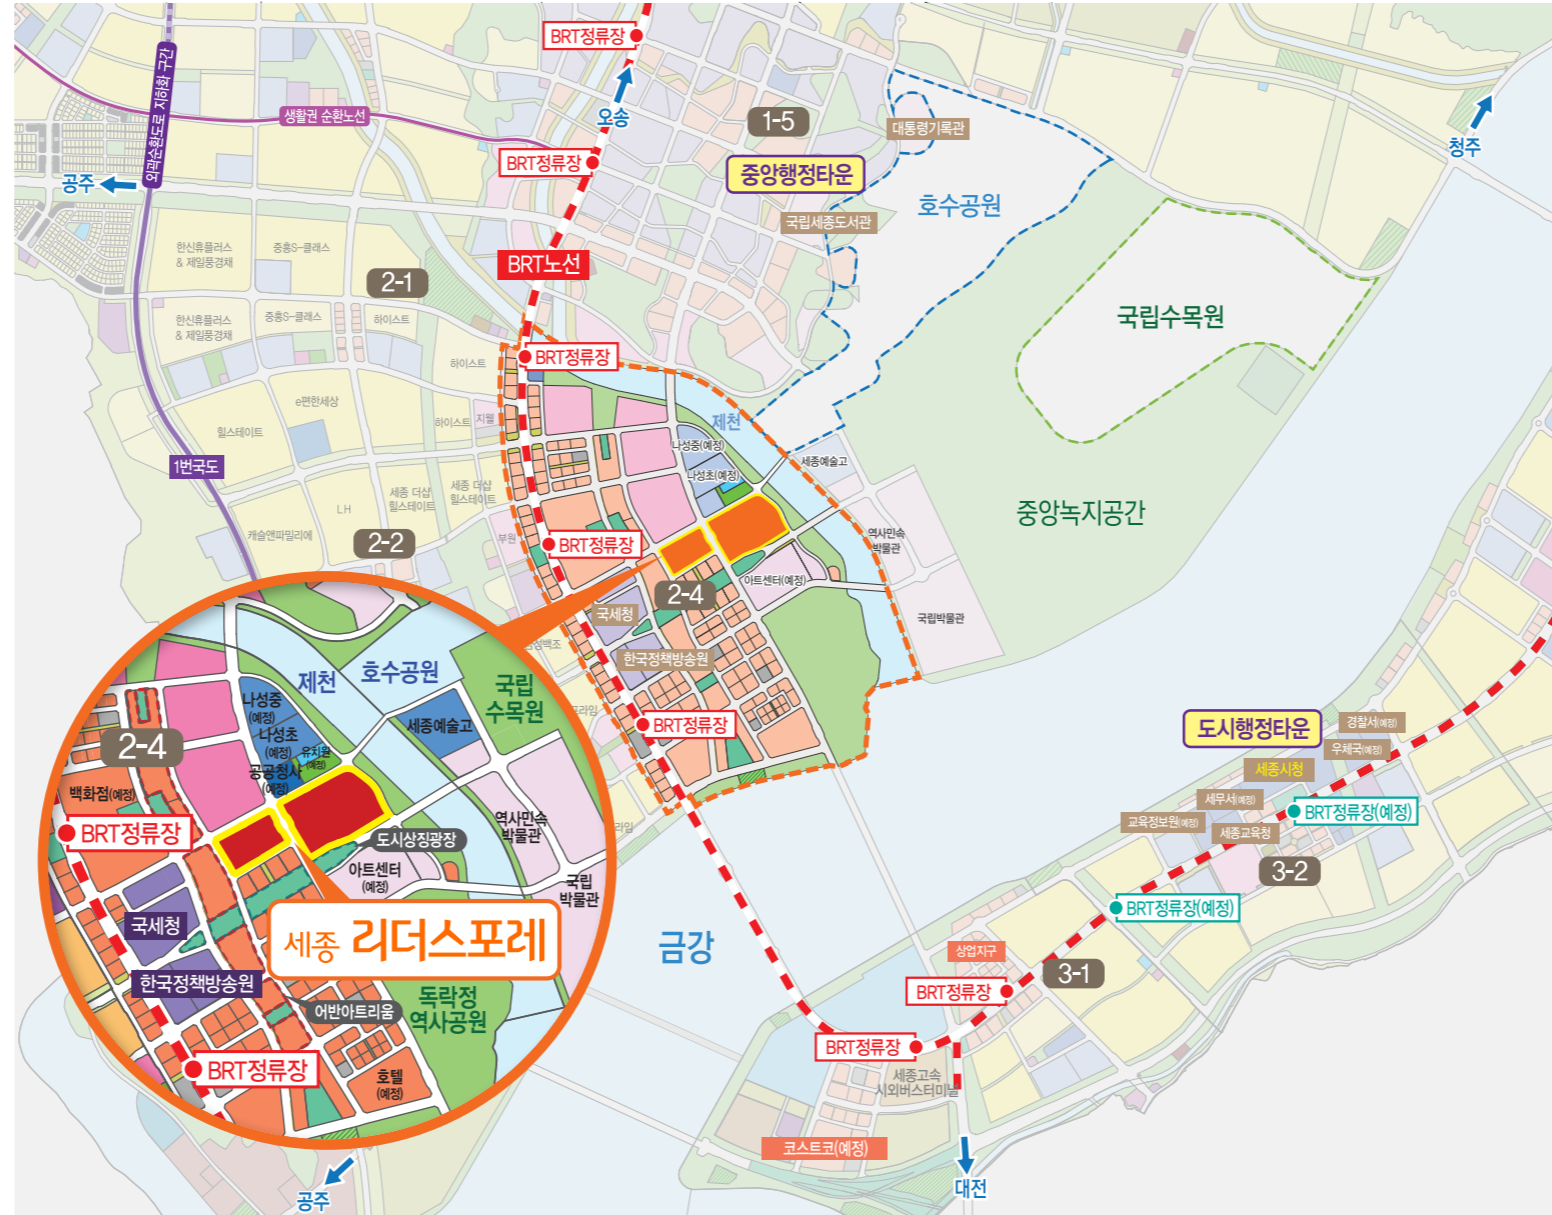 BRT정류장
오송
생활권 순환노선
외곽순환도로 지하화 구간
1-5
대통령기록관
청주
BRT정류장
중앙행정타운
공주
호수공원
국립세종도서관
한신휴플러스
& 제일풍경채
중흥S-클래스
BRT노선
2-1
국립수목원
한신휴플러스
& 제일풍경채
중흥S-클래스
하이스트
BRT정류장
하이스트
e편한세상
제천
힐스테이트
하이스트
지웰
나성중(예정)
1번국도
나성초(예정)
세종예술고
세종 더샵
힐스테이트
세종 더샵
힐스테이트
LH
중앙녹지공간
캐슬앤파밀리에
2-2
부원
BRT정류장
역사민속
박물관
아트센터(예정)
2-4
국세청
국립박물관
한국정책방송원
제천
호수공원
국립
수목원
나성중
(예정)
나성초
(예정)
유치원
(예정)
공공청사
(예정)
세종예술고
2-4
백화점(예정)
BRT정류장
BRT정류장
도시행정타운
경찰서(예정)
우체국(예정)
세종시청
세무서(예정)
교육정보원(예정)
세종교육청
BRT정류장(예정)
역사민속
박물관
도시상징광장
아트센터
(예정)
국립
박물관
3-2
국세청
세종 리더스포레
금강
BRT정류장(예정)
상업지구
3-1
한국정책방송원
어반아트리움
독락정
역사공원
BRT정류장
BRT정류장
BRT정류장
호텔
(예정)
세종고속
시외버스터미널
코스트코(예정)
공주
대전